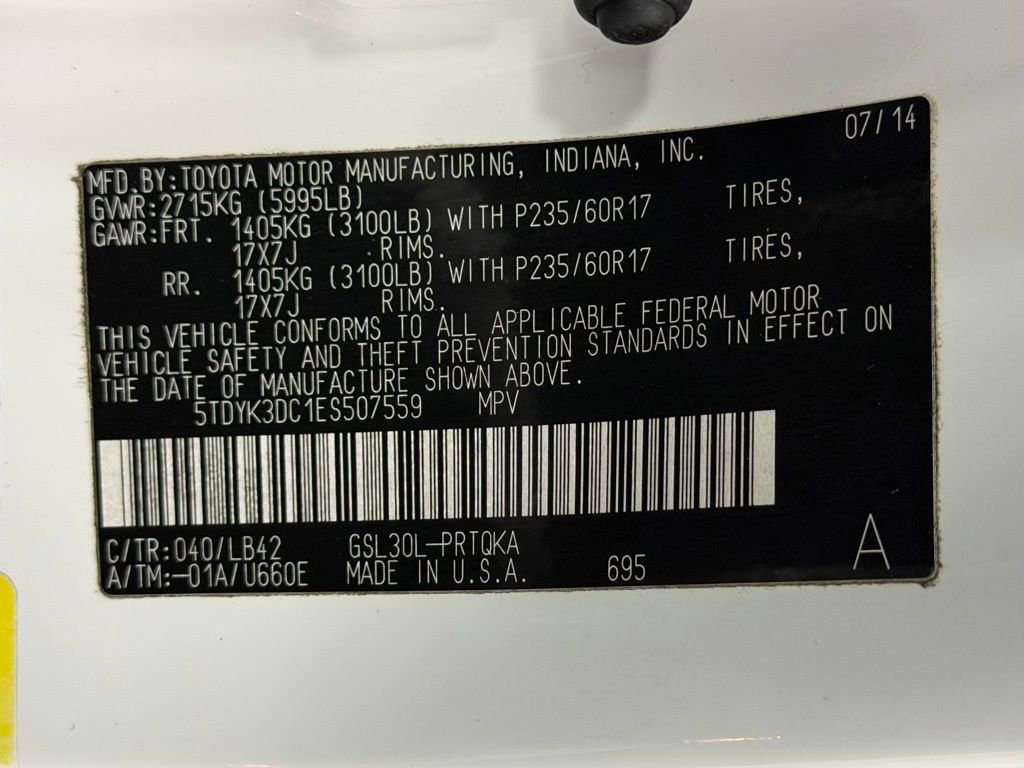 07/14
MFD.BY:TOYOTA MOTOR MANUFACTURING, INDIANA, INC.
GVWR:2715KG (5995LB)
GAWR:FRT. 1405KG (3100LB) WITH P235/60R17 TIRES,
17X7J RIMS.
RR. 1405KG (3100LB) WITH P235/60R17 TIRES,
17X7J RIMS.
THIS VEHICLE CONFORMS TO ALL APPLICABLE FEDERAL MOTOR
VEHICLE SAFETY AND THEFT PREVENTION STANDARDS IN EFFECT ON
THE DATE OF MANUFACTURE SHOWN ABOVE.
5TDYK3DC1ES507559 MPV
C/TR:040/LB42 GSL30L-PRTQKA
A/TM:-01A/U660E MADE IN U.S.A. 695
A